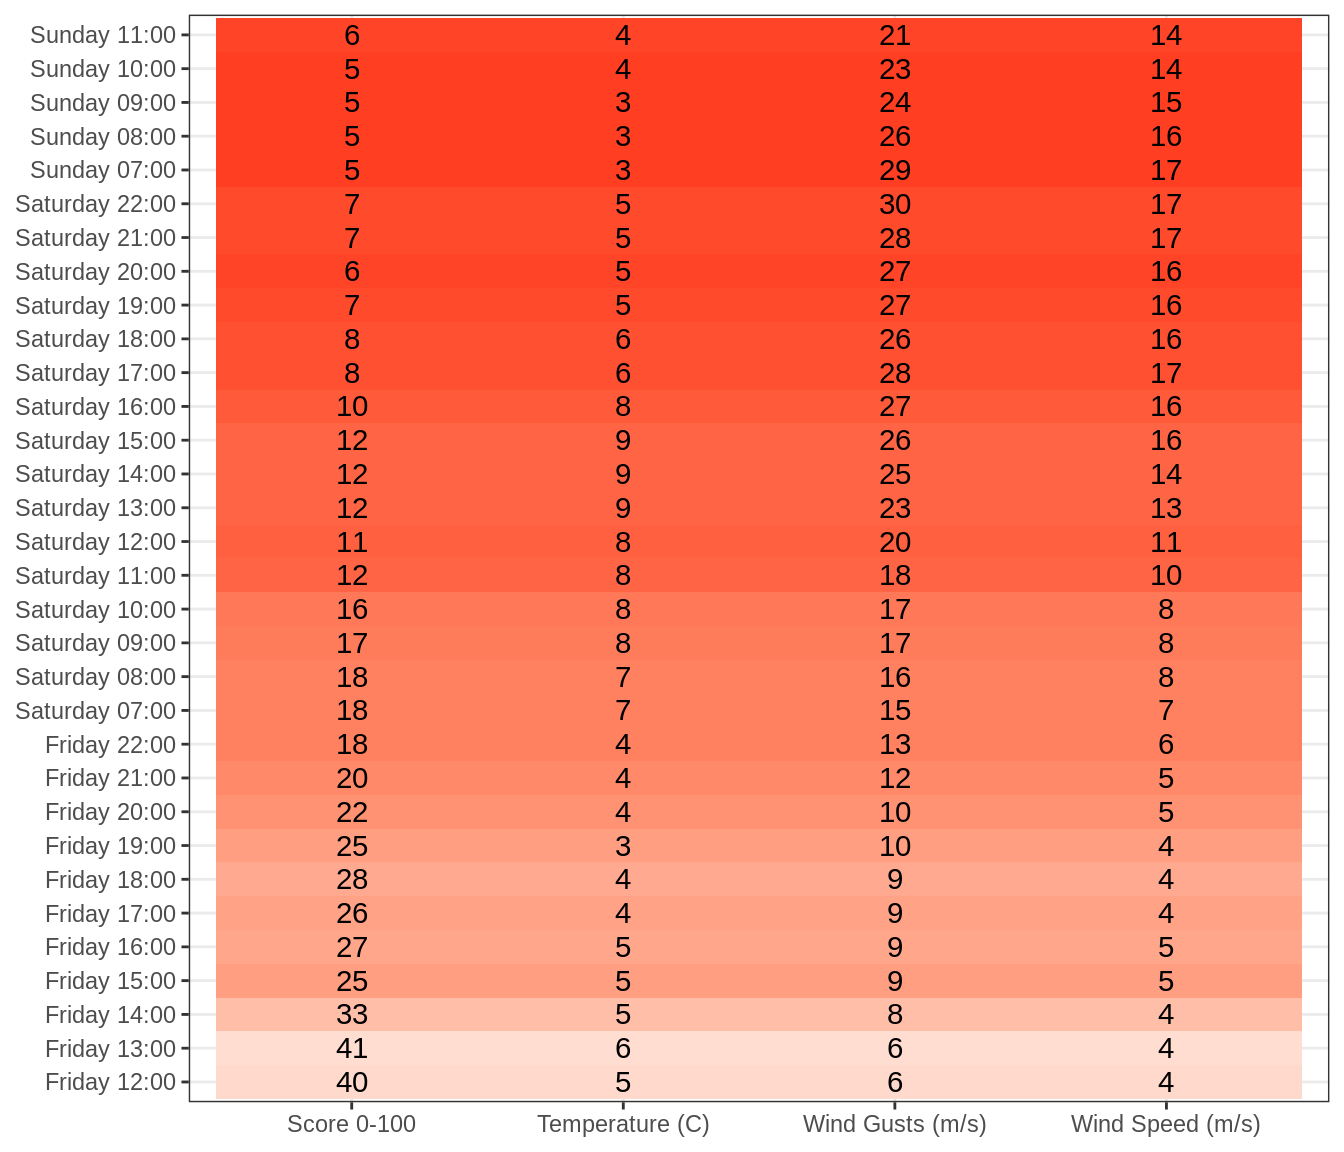 Sunday 11:00 6 4 21 14
Sunday 10:00 5 4 23 14
Sunday 09:00 5 3 24 15
Sunday 08:00 5 3 26 16
Sunday 07:00 5 3 29 17
Saturday 22:00 7 5 30 17
Saturday 21:00 7 5 28 17
Saturday 20:00 6 5 27 16
Saturday 19:00 7 5 27 16
Saturday 18:00 8 6 26 16
Saturday 17:00 8 6 28 17
Saturday 16:00 10 8 27 16
Saturday 15:00 12 9 26 16
Saturday 14:00 12 9 25 14
Saturday 13:00 12 9 23 13
Saturday 12:00 11 8 20 11
Saturday 11:00 12 8 18 10
Saturday 10:00 16 8 17 8
Saturday 09:00 17 8 17 8
Saturday 08:00 18 7 16 8
Saturday 07:00 18 7 15 7
Friday 22:00 18 4 13 6
Friday 21:00 20 4 12 5
Friday 20:00 22 4 10 5
Friday 19:00 25 3 10 4
Friday 18:00 28 4 9 4
Friday 17:00 26 4 9 4
Friday 16:00 27 5 9 5
Friday 15:00 25 5 9 5
Friday 14:00 33 5 8 4
Friday 13:00 41 6 6 4
Friday 12:00 40 5 6 4
Score 0-100 Temperature (C) Wind Gusts (m/s) Wind Speed (m/s)